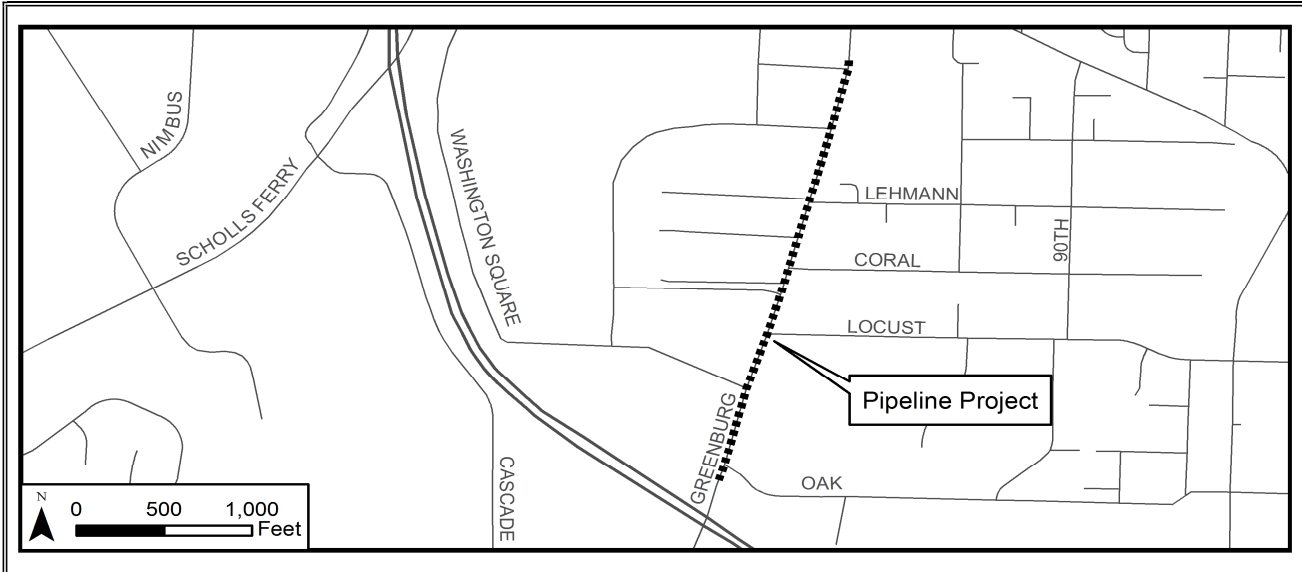 NIMBUS
SCHOLLS FERRY
WASHINGTON SQUARE
LEHMANN
90TH
CORAL
LOCUST
Pipeline Project
GREENBURG
OAK
CASCADE
N
0 500 1,000
Feet